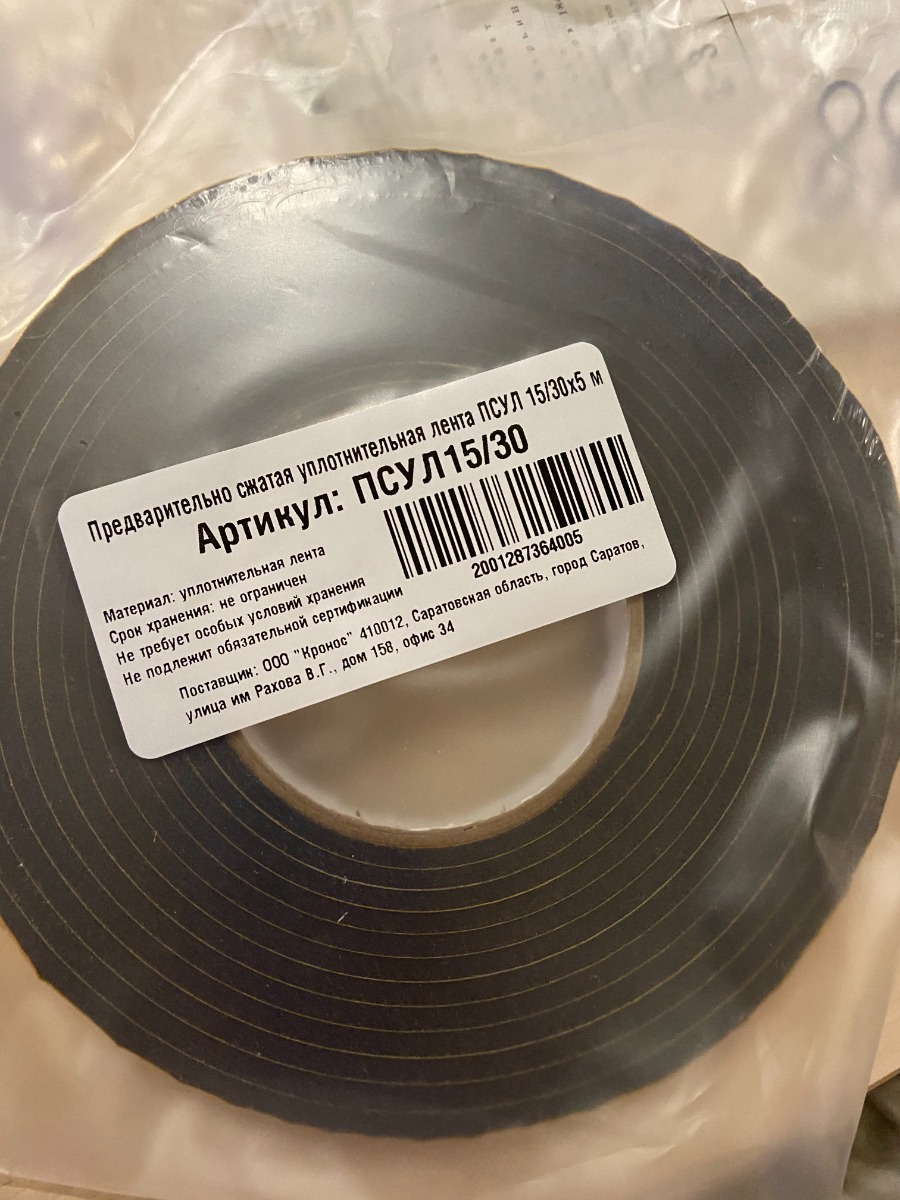 Предварительно сжатая уплотнительная лента ПСУЛ 15/30х5 м
Артикул: ПСУЛ15/30
Материал: уплотнительная лента
Срок хранения: не ограничен
Не требует особых условий хранения
Не подлежит обязательной сертификации
2001287364005
Поставщик: ООО "Кронос" 410012, Саратовская область, город Саратов,
улица им Рахова В.Г., дом 158, офис 34